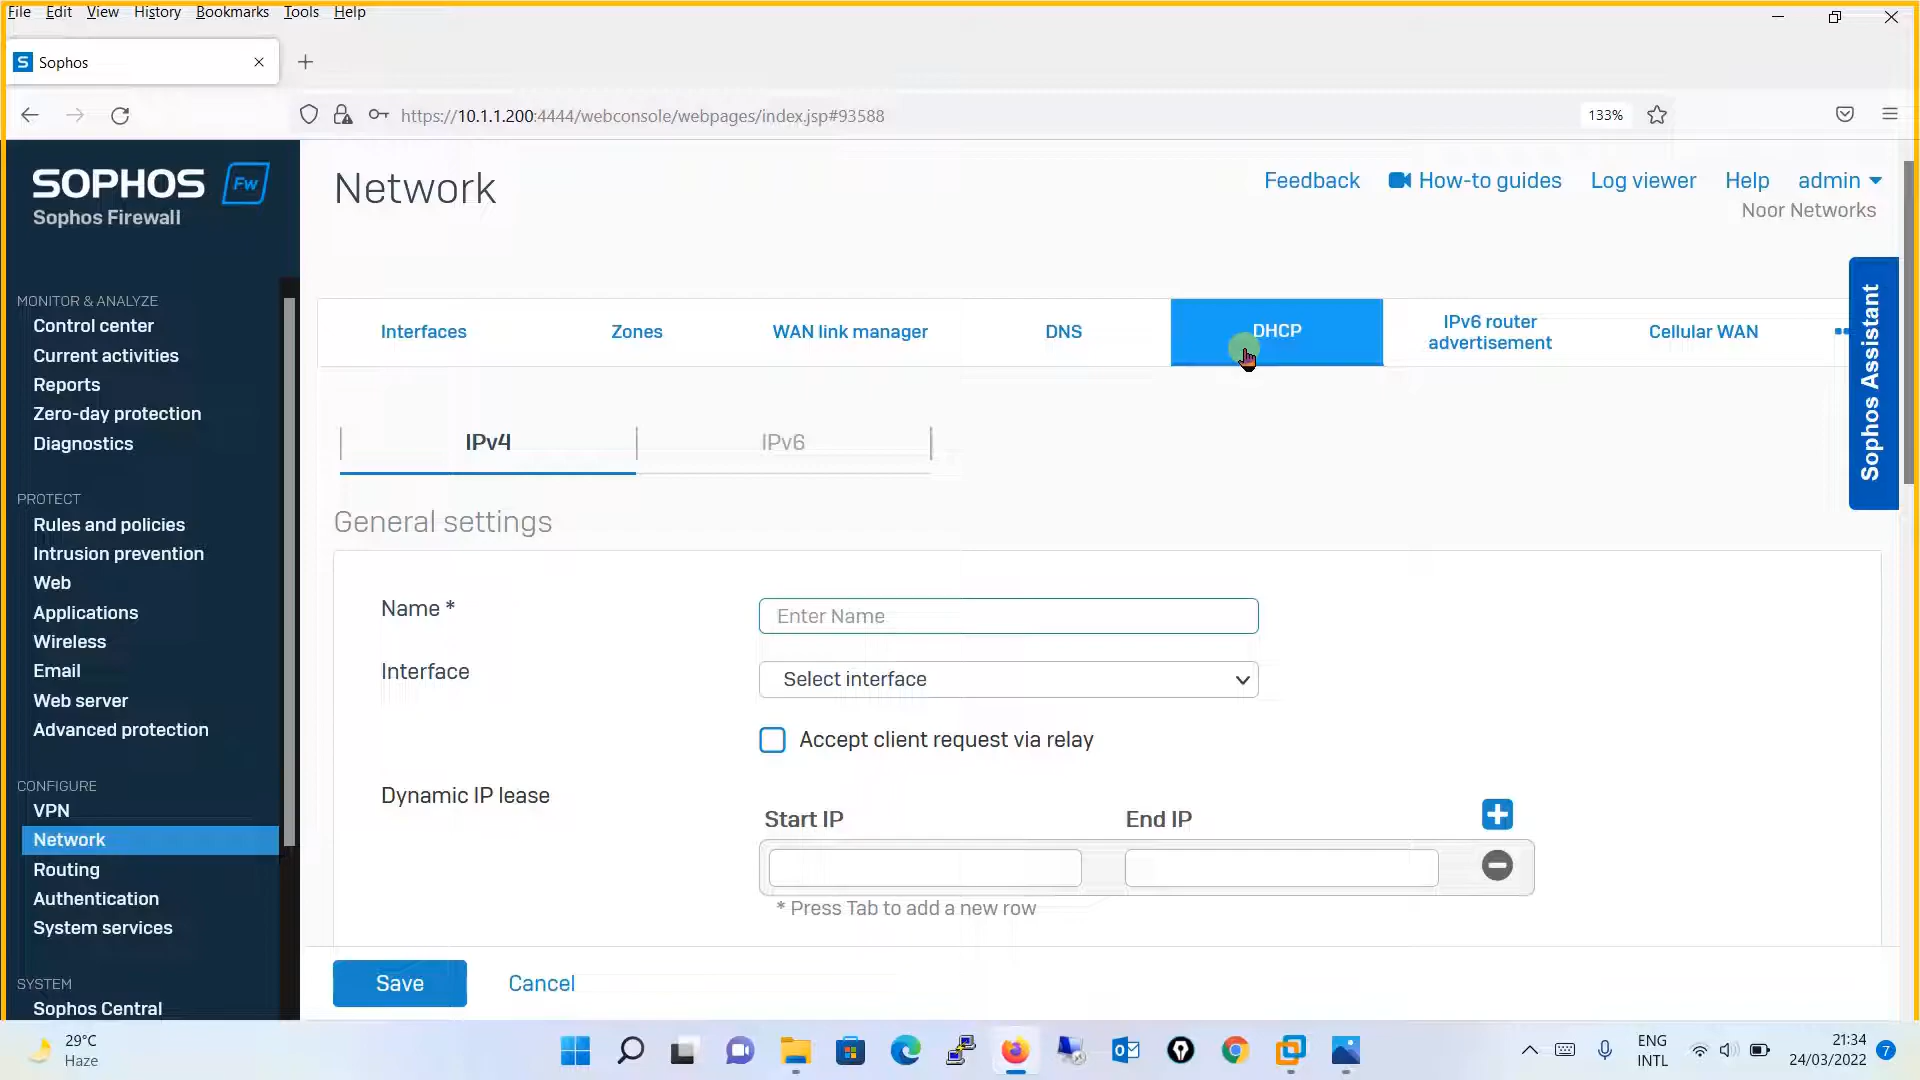 File Edit View History Bookmarks Tools Help
S Sophos
https://10.1.1.200:4444/webconsole/webpages/index.jsp#93588
133%
SOPHOS Fw
Sophos Firewall
Network
Feedback How-to guides Log viewer Help admin
Noor Networks
MONITOR & ANALYZE
Control center
Current activities
Reports
Zero-day protection
Diagnostics
PROTECT
Rules and policies
Intrusion prevention
Web
Applications
Wireless
Email
Web server
Advanced protection
CONFIGURE
VPN
Network
Routing
Authentication
System services
SYSTEM
Sophos Central
Interfaces Zones WAN link manager DNS DHCP IPv6 router advertisement Cellular WAN
Sophos Assistant
IPv4 IPv6
General settings
Name *
Enter Name
Interface
Select interface
Accept client request via relay
Dynamic IP lease
Start IP End IP
* Press Tab to add a new row
Save Cancel
29°C
Haze
ENG
INTL
21:34
24/03/2022
7